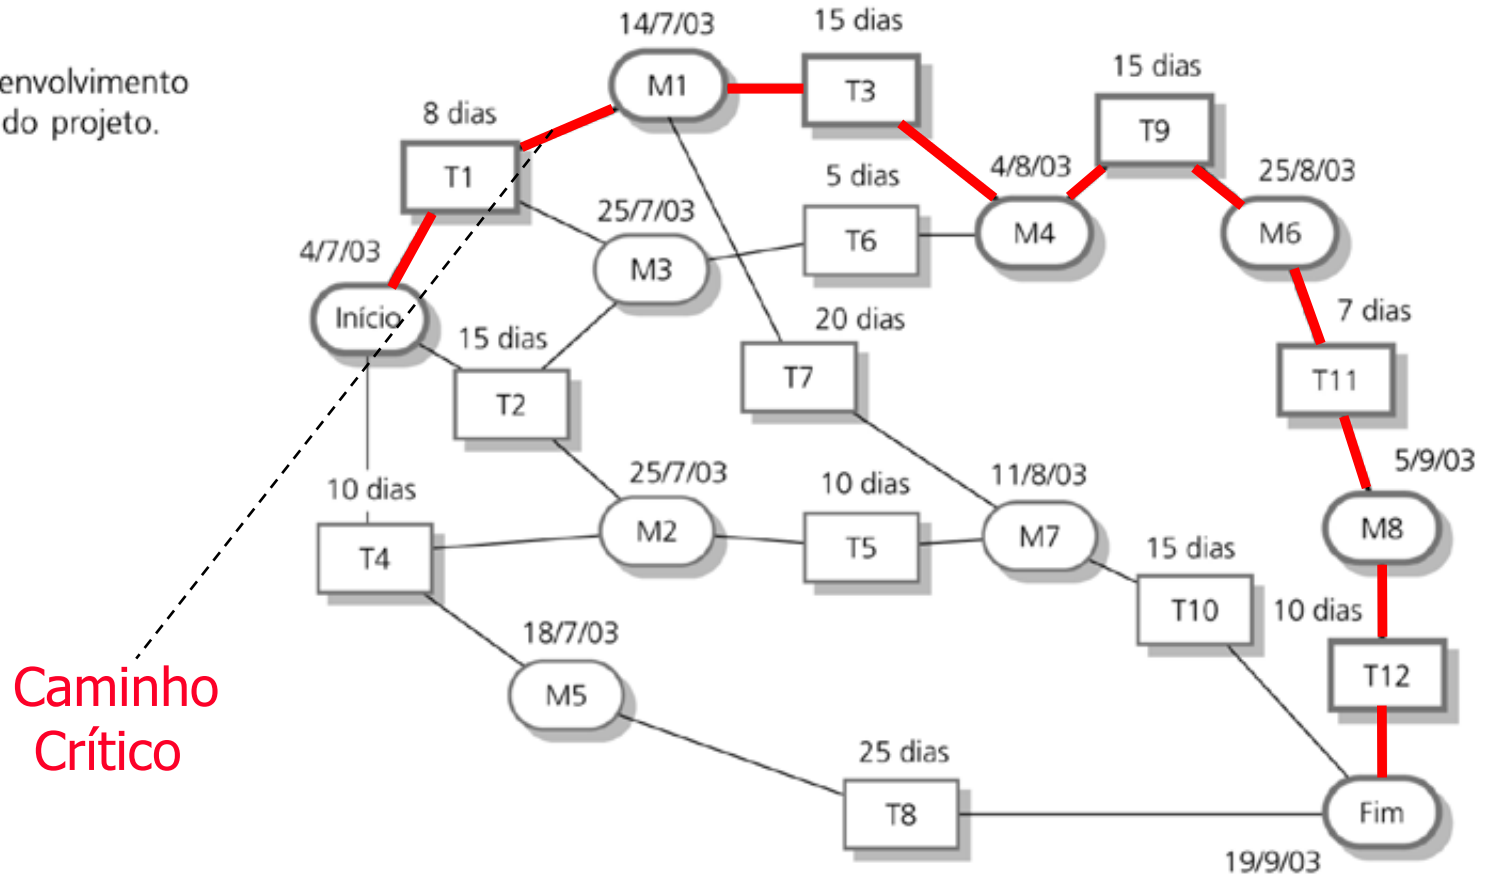 14/7/03
15 dias
M1
T3
15 dias
T9
envolvimento
do projeto.
8 dias
T1
5 dias
4/8/03
25/8/03
25/7/03
T6
M4
M6
4/7/03
M3
Início
15 dias
20 dias
7 dias
T2
T7
T11
25/7/03
10 dias
11/8/03
5/9/03
10 dias
M2
T5
M7
15 dias
M8
T4
T10
10 dias
18/7/03
M5
T12
Caminho
Crítico
25 dias
T8
Fim
19/9/03